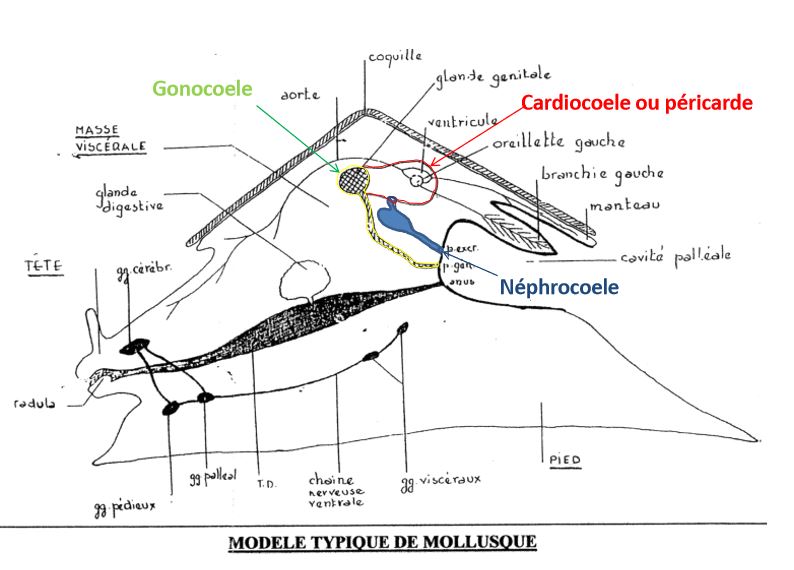 coquille
Gonocoele
aorte
glande genitale
Cardiocoele ou péricarde
MASSE
VISCÉRALE
ventricule
oreillette gauche
branchie gauche
glande
digestive
manteau
TÉTE
gg.cérébr.
p.excr.
cavité palléale
p.gen.
Néphrocoele
anus
radula
gg palleal
T.D.
chaine
nerveuse
ventrale
gg.viscéraux
PIED
gg.pédieux
MODELE TYPIQUE DE MOLLUSQUE